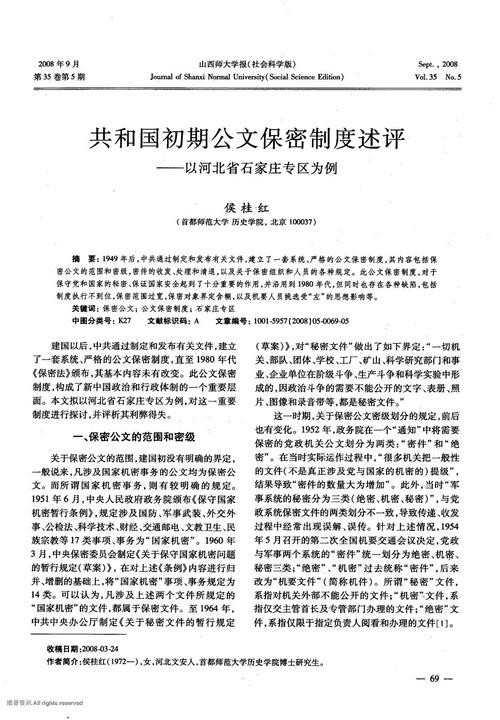 2008年9月
第35卷第5期
山西师大学报(社会科学版)
Journal of Shanxi Normal University(Social Science Edition)
Sept.,2008
Vol.35 No.5
共和国初期公文保密制度述评
——以河北省石家庄专区为例
侯桂红
(首都师范大学 历史学院,北京 100037)
摘 要:1949年后,中共通过制定和发布有关文件,建立了一套系统、严格的公文保密制度,其内容包括保
密公文的范围和密级,密件的收发、处理和清退,以及关于保密组织和人员的各种规定。此公文保密制度,对于
保守党和国家的秘密、保证国家安全起到了十分重要的作用,并沿用到1980年代,但同时也存在各种缺陷,包括
制度执行不到位,保密范围过宽,保密对象界定含糊,以及机要人员挑选受“左”的思想影响等。
关键词:保密公文;公文保密制度;石家庄专区
中图分类号:K27 文献标识码:A 文章编号:1001-5957(2008)05-0069-05
建国以后,中共通过制定和发布有关文件,建立
了一套系统、严格的公文保密制度,直至1980年代
《保密法》颁布,其基本内容未有改变。此公文保密
制度,构成了新中国政治和行政体制的一个重要层
面。本文拟以河北省石家庄专区为例,对这一重要
制度进行探讨,并评析其利弊得失。
一、保密公文的范围和密级
关于保密公文的范围,建国初没有明确的界定,
一般说来,凡涉及国家机密事务的公文均为保密公
文。而所谓国家机密事务,则有较明确的规定。
1951年6月,中央人民政府政务院颁布《保守国家
机密暂行条例》,规定涉及国防、军事武装、外交外
事、公检法、科学技术、财经、交通邮电、文教卫生、民
族宗教等17类事项、事务为“国家机密”。1960年
3月,中央保密委员会制定《关于保守国家机密问题
的暂行规定(草案)》,在对上述《条例》内容进行归
并、增删的基础上,将“国家机密”事项、事务规定为
14类。可以认为,凡涉及上述两个文件所规定的
“国家机密”的文件,都属于保密文件。至1964年,
中共中央办公厅制定《关于秘密文件的暂行规定
(草案)》,对“秘密文件”做出了如下界定:“一切机
关、部队、团体、学校、工厂、矿山、科学研究部门和事
业、企业单位在阶级斗争、生产斗争和科学实验中形
成的,因政治斗争的需要不能公开的文字、表册、照
片、图像和录音带等,都是秘密文件。”
这一时期,关于保密公文密级划分的规定,前后
也有变化。1952年,政务院在一个“通知”中将需要
保密的党政机关公文划分为两类:“密件”和“绝
密”。在当时实际运作过程中,“很多机关把一般性
的文件(不是真正涉及党与国家的机密的)提级”,
结果导致“密件的数量大为增加”。此外,当时“军
事系统的秘密分为三类(绝密、机密、秘密)”,与党
政系统保密文件的两类划分不一致,导致传递、收发
过程中经常出现误解、误传。针对上述情况,1954
年5月召开的第二次全国机要交通会议决定,党政
与军事两个系统的“密件”统一划分为绝密、机密、
秘密三类;“绝密”、“机密”过去统称“密件”,后来
改为“机要文件”(简称机件)。所谓“秘密”文件,
系指对机关外部不能公开的文件;“机密”文件,系
指仅交主管首长及专管部门办理的文件;“绝密”文
件,系指仅限于指定负责人阅看和办理的文件[1]。
收稿日期:2008-03-24
作者简介:侯桂红(1972—),女,河北文安人,首都师范大学历史学院博士研究生。
— 69 —
维普资讯 All rights reserved